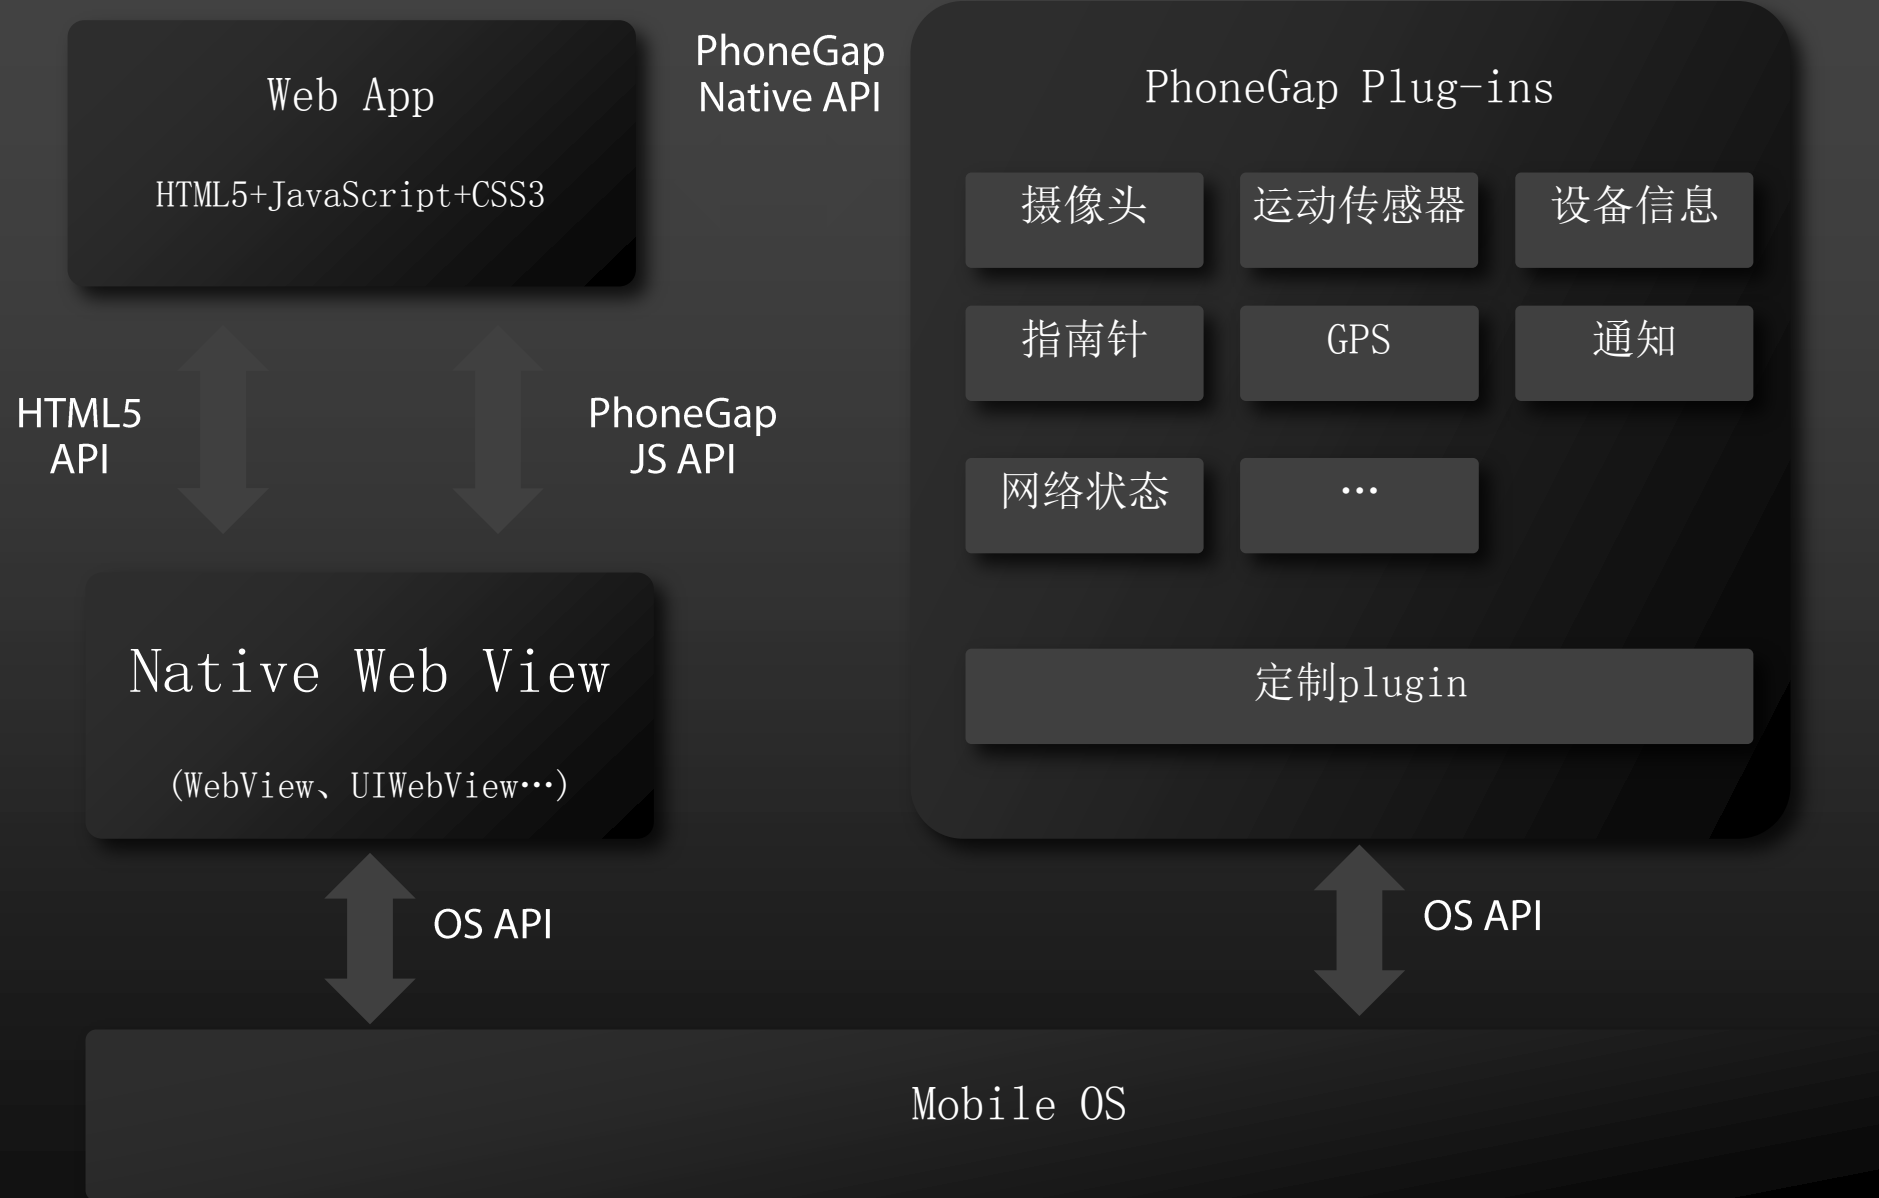 Web App
HTML5+JavaScript+CSS3
PhoneGap
Native API
PhoneGap Plug-ins
摄像头
运动传感器
设备信息
指南针
GPS
通知
网络状态
…
定制plugin
HTML5
API
PhoneGap
JS API
Native Web View
(WebView、UIWebView…)
OS API
OS API
Mobile OS